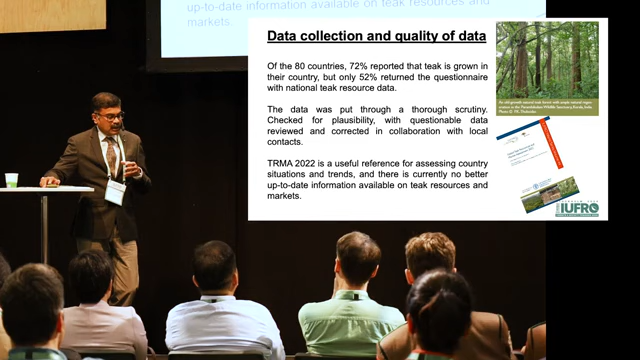 up-to-date information available on teak resources and
markets.
Data collection and quality of data
Of the 80 countries, 72% reported that teak is grown in
their country, but only 52% returned the questionnaire
with national teak resource data.
The data was put through a thorough scrutiny.
Checked for plausibility, with questionable data
reviewed and corrected in collaboration with local
contacts.
TRMA 2022 is a useful reference for assessing country
situations and trends, and there is currently no better
up-to-date information available on teak resources and
markets.
IUFRO